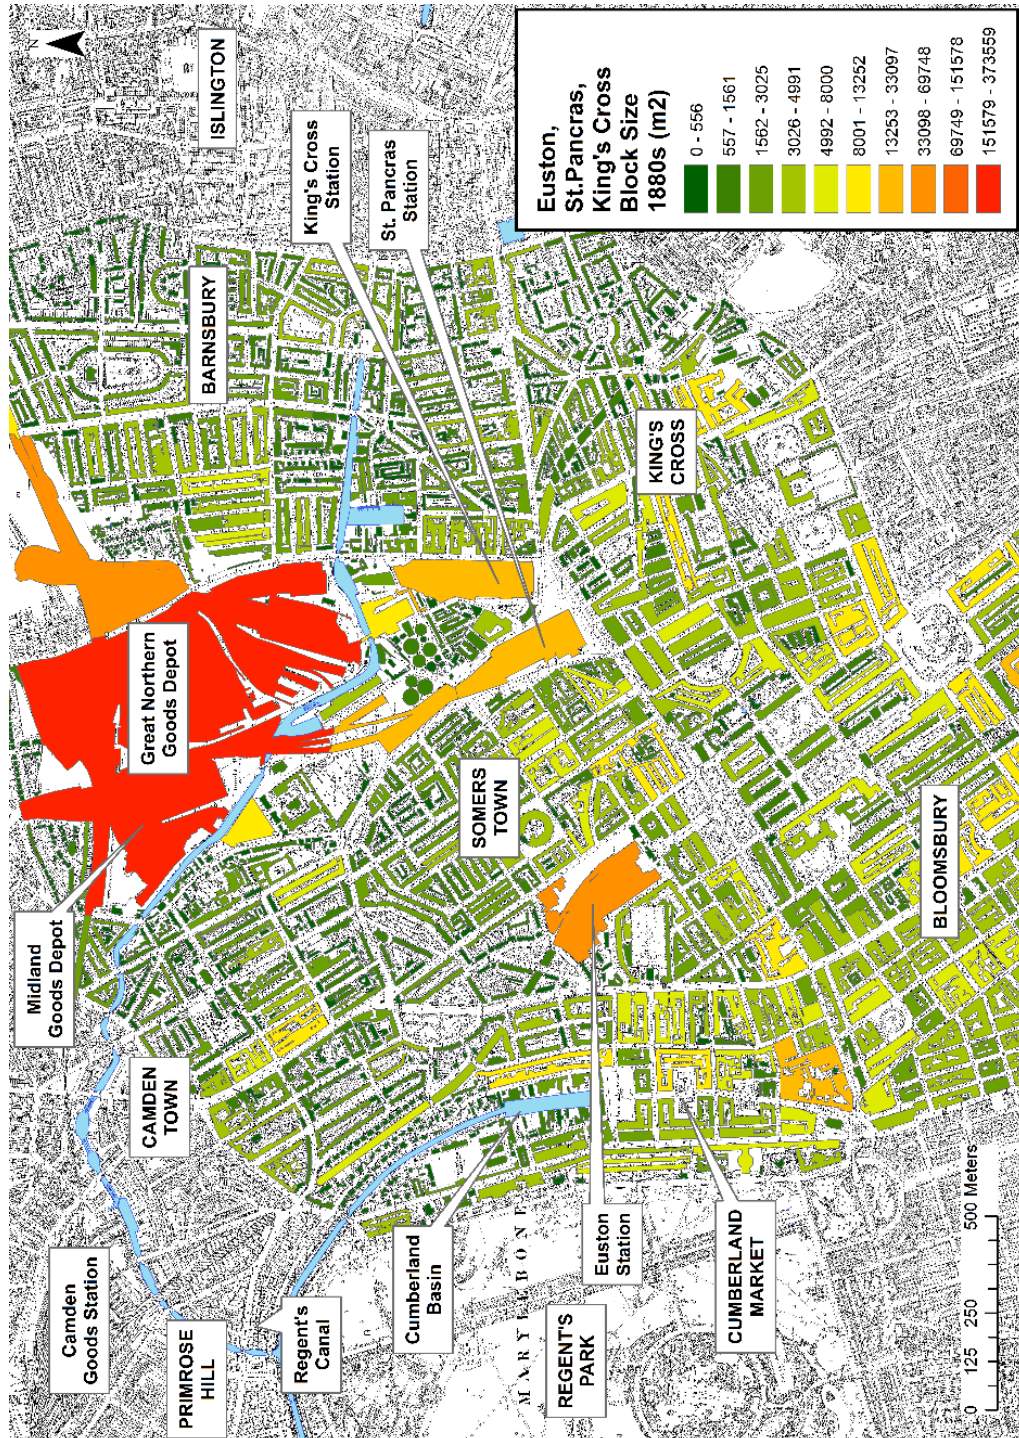 N
ISLINGTON
King's Cross
Station
St. Pancras
Station
BARNSBURY
KING'S
CROSS
Great Northern
Goods Depot
Midland
Goods Depot
SOMERS
TOWN
BLOOMSBURY
CAMDEN
TOWN
Camden
Goods Station
PRIMROSE
HILL
Regent's
Canal
Cumberland
Basin
Euston
Station
CUMBERLAND
MARKET
REGENT'S
PARK
MARYLEBONE
Euston,
St.Pancras,
King's Cross
Block Size
1880s (m2)
0 - 556
557 - 1561
1562 - 3025
3026 - 4991
4992 - 8000
8001 - 13252
13253 - 33097
33098 - 69748
69749 - 151578
151579 - 373559
0 125 250 500 Meters